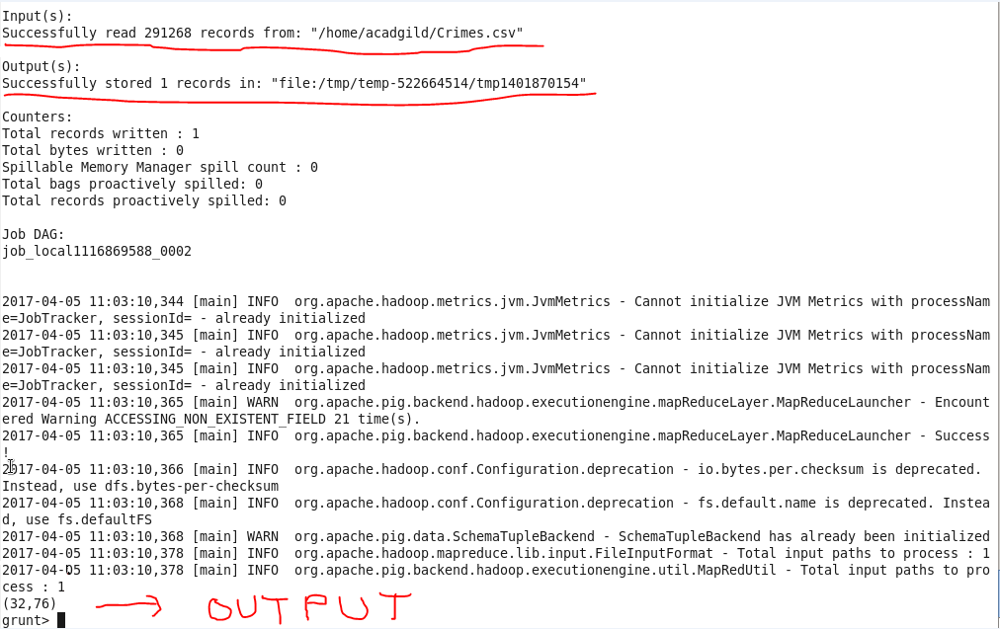 Input(s):
Successfully read 291268 records from: "/home/acadgild/Crimes.csv"
Output(s):
Successfully stored 1 records in: "file:/tmp/temp-522664514/tmp1401870154"
Counters:
Total records written : 1
Total bytes written : 0
Spillable Memory Manager spill count : 0
Total bags proactively spilled: 0
Total records proactively spilled: 0
Job DAG:
job_local1116869588_0002
2017-04-05 11:03:10,344 [main] INFO  org.apache.hadoop.metrics.jvm.JvmMetrics - Cannot initialize JVM Metrics with processNam
e=JobTracker, sessionId= - already initialized
2017-04-05 11:03:10,345 [main] INFO  org.apache.hadoop.metrics.jvm.JvmMetrics - Cannot initialize JVM Metrics with processNam
e=JobTracker, sessionId= - already initialized
2017-04-05 11:03:10,345 [main] INFO  org.apache.hadoop.metrics.jvm.JvmMetrics - Cannot initialize JVM Metrics with processNam
e=JobTracker, sessionId= - already initialized
2017-04-05 11:03:10,365 [main] WARN  org.apache.pig.backend.hadoop.executionengine.mapReduceLayer.MapReduceLauncher - Encount
ered Warning ACCESSING_NON_EXISTENT_FIELD 21 time(s).
2017-04-05 11:03:10,365 [main] INFO  org.apache.pig.backend.hadoop.executionengine.mapReduceLayer.MapReduceLauncher - Success
!
2017-04-05 11:03:10,366 [main] INFO  org.apache.hadoop.conf.Configuration.deprecation - io.bytes.per.checksum is deprecated.
Instead, use dfs.bytes-per-checksum
2017-04-05 11:03:10,368 [main] INFO  org.apache.hadoop.conf.Configuration.deprecation - fs.default.name is deprecated. Instea
d, use fs.defaultFS
2017-04-05 11:03:10,368 [main] WARN  org.apache.pig.data.SchemaTupleBackend - SchemaTupleBackend has already been initialized
2017-04-05 11:03:10,378 [main] INFO  org.apache.hadoop.mapreduce.lib.input.FileInputFormat - Total input paths to process : 1
2017-04-05 11:03:10,378 [main] INFO  org.apache.pig.backend.hadoop.executionengine.util.MapRedUtil - Total input paths to pro
cess : 1
(32,76) OUTPUT
grunt>